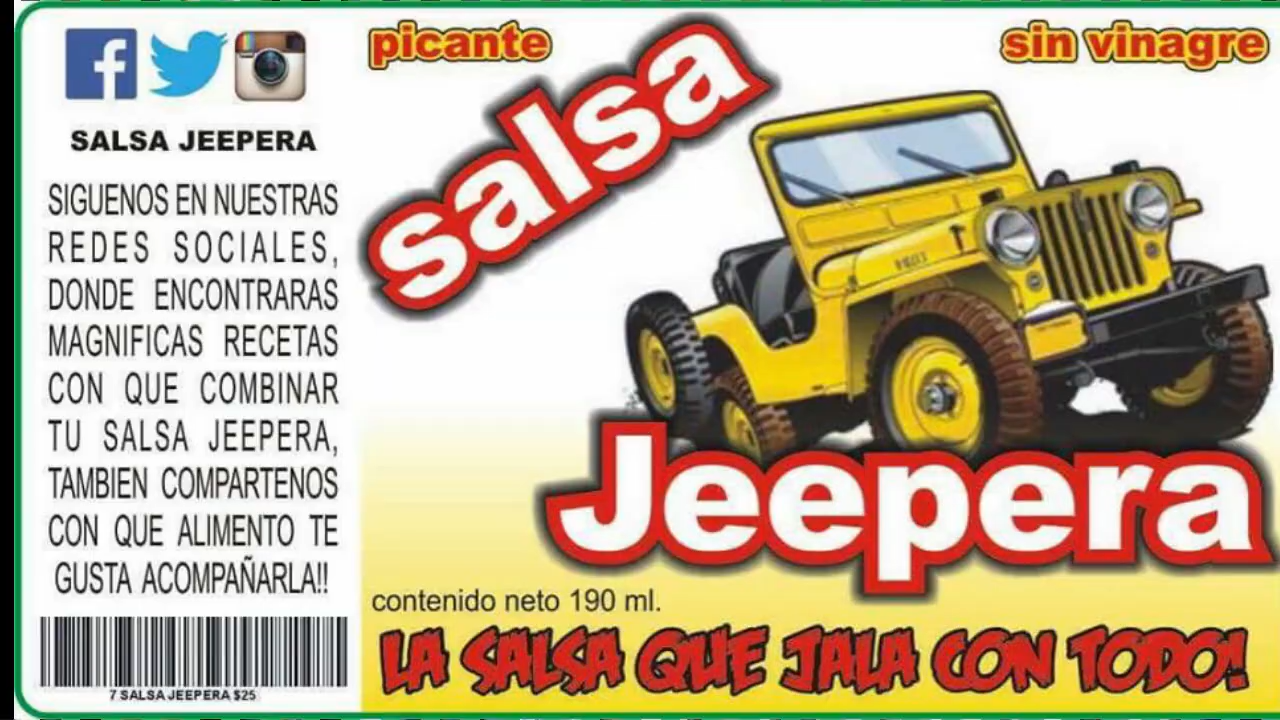 SALSA JEEPERA
SIGUENOS EN NUESTRAS
REDES SOCIALES,
DONDE ENCONTRARAS
MAGNIFICAS RECETAS
CON QUE COMBINAR
TU SALSA JEEPERA,
TAMBIEN COMPARTENOS
CON QUE ALIMENTO TE
GUSTA ACOMPAÑARLA!!
7 SALSA JEEPERA $25
picante
sin vinagre
salsa
Jeepera
contenido neto 190 ml.
LA SALSA QUE JALA CON TODO!